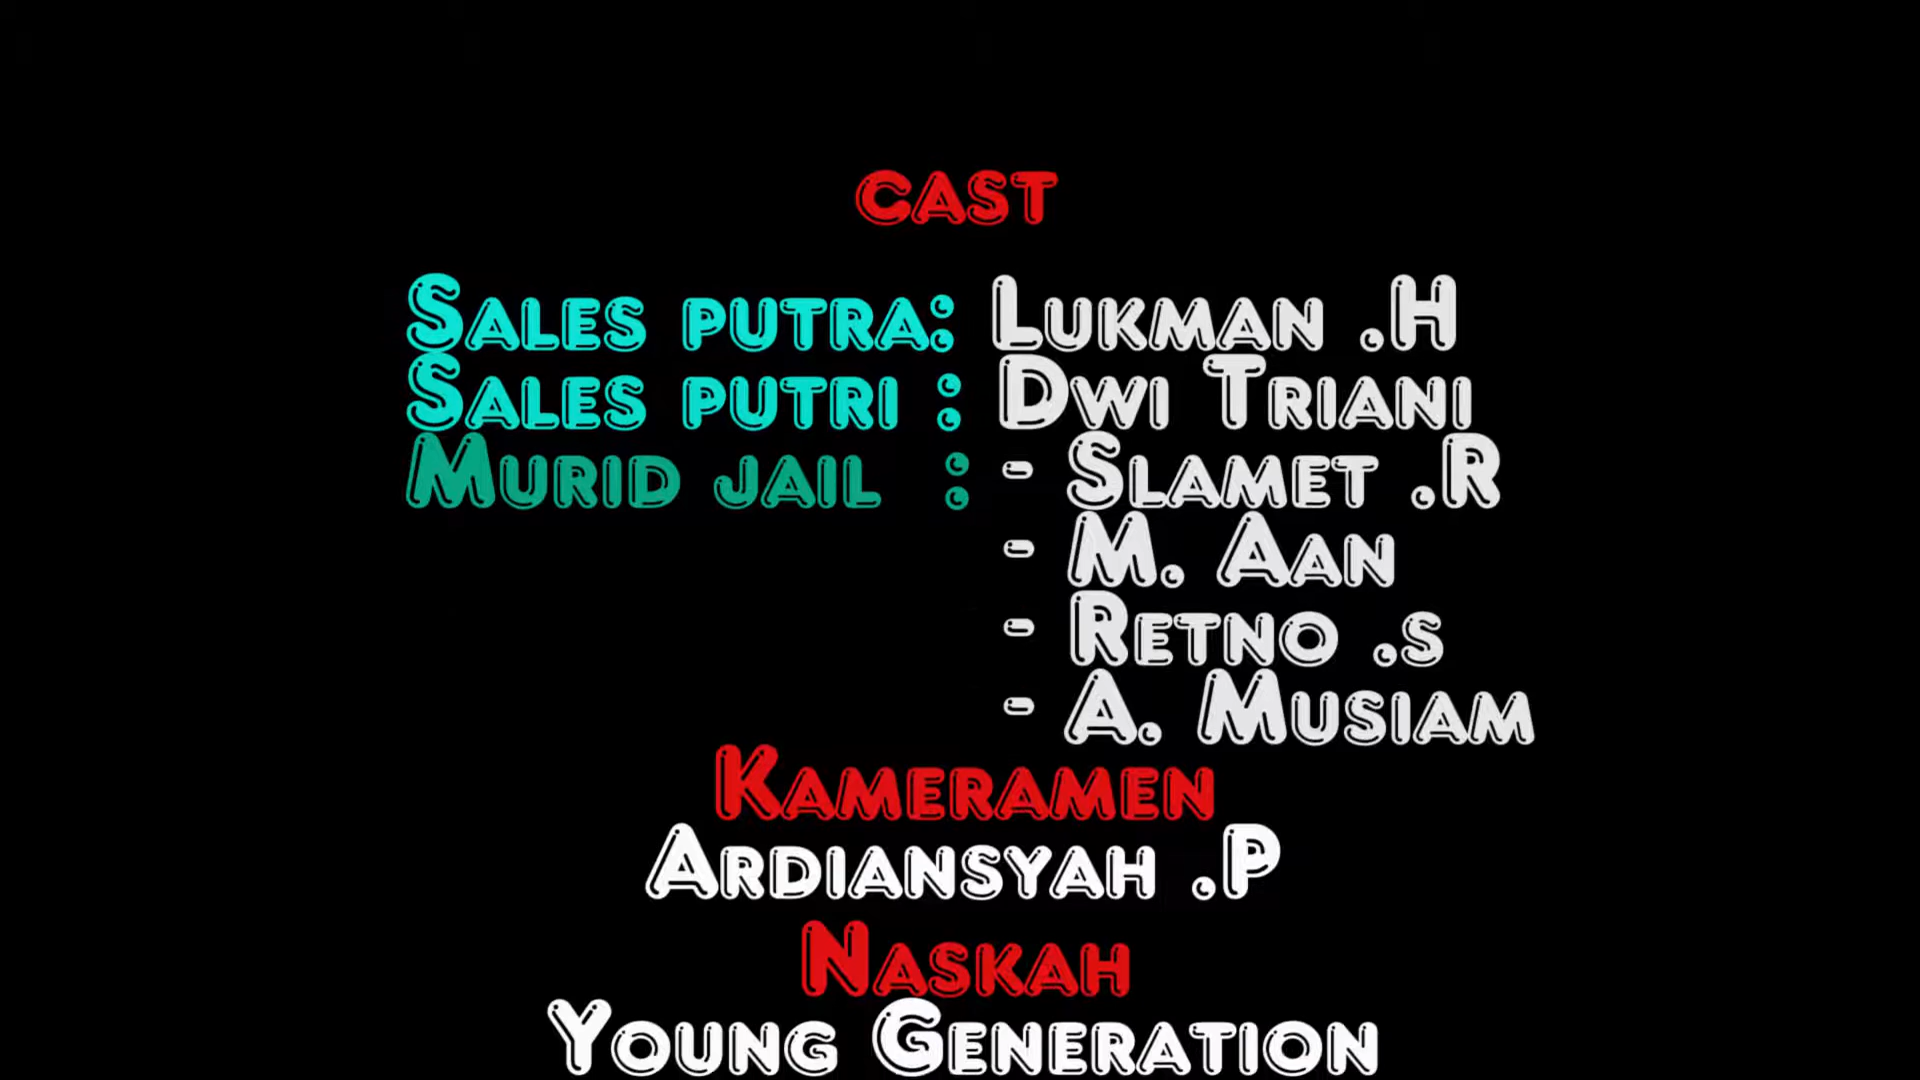 CAST
Sales putra: Lukman .H
Sales putri : Dwi Triani
Murid jail : - Slamet .R
- M. Aan
- Retno .s
- A. Musiam
Kameramen
Ardiansyah .P
Naskah
Young Generation